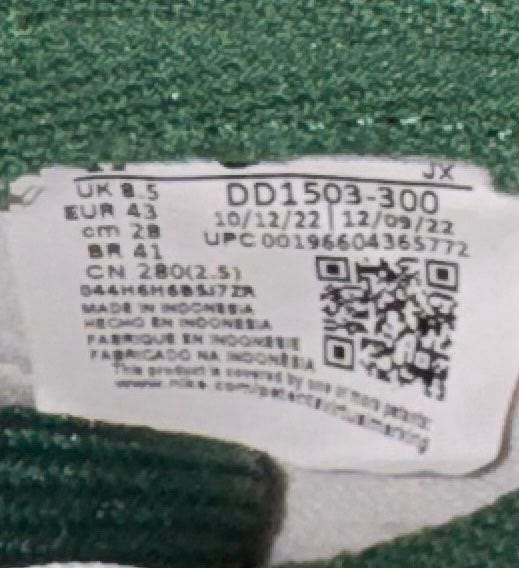 JX
UK 8.5
EUR 43
cm 28
BR 41
CN 280(2.5)
DD1503-300
10/12/22 | 12/09/22
UPC 00196604365772
MADE IN INDONESIA
HECHO EN INDONESIA
FABRIQUE EN INDONESIE
FABRICADO NA INDONESIA
This product is covered by one or more patents:
www.nike.com/patentvirtualmarking